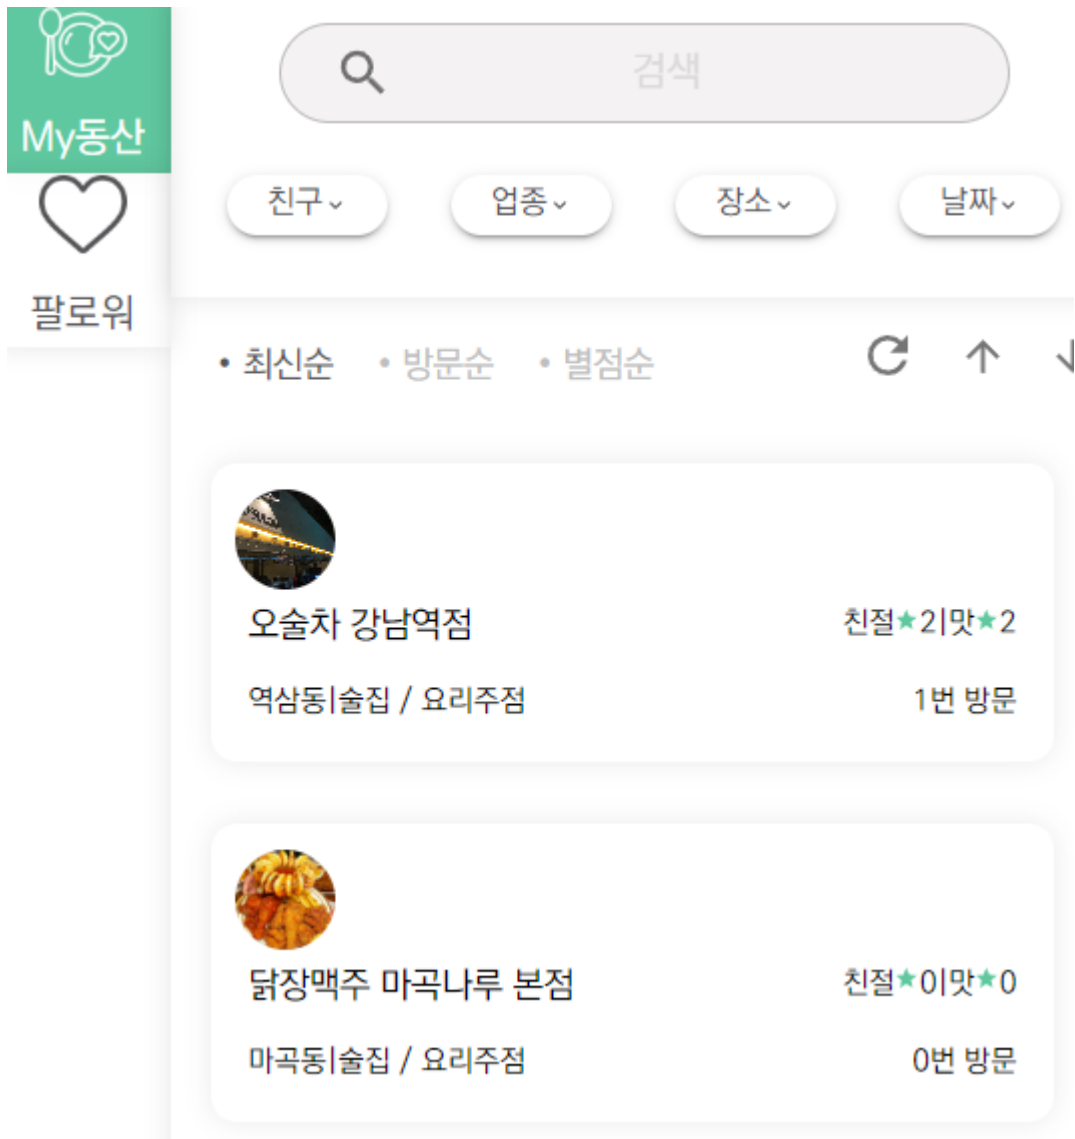 My동산
팔로워
검색
친구 업종 장소 날짜
• 최신순 • 방문순 • 별점순
오술차 강남역점 친절★2|맛★2
역삼동|술집 / 요리주점 1번 방문
닭장맥주 마곡나루 본점 친절★0|맛★0
마곡동|술집 / 요리주점 0번 방문